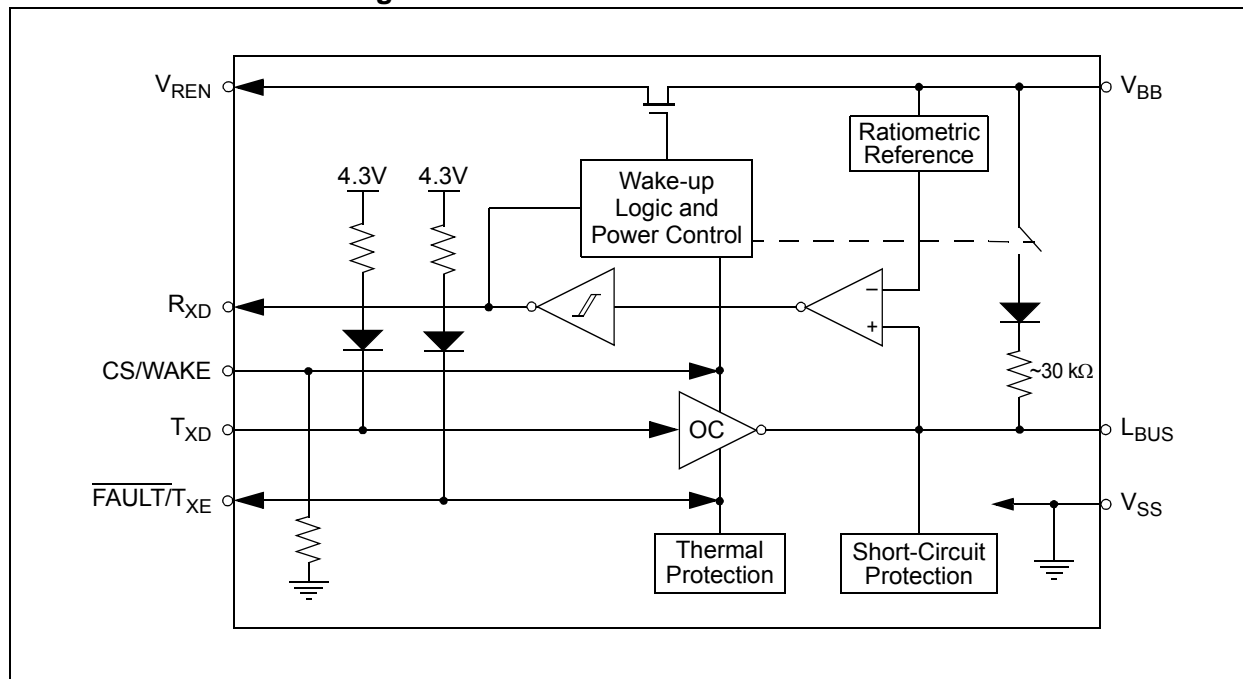 V_REN
V_BB
Ratiometric
Reference
4.3V
4.3V
Wake-up
Logic and
Power Control
R_XD
−
+
~30 kΩ
CS/WAKE
T_XD
OC
L_BUS
FAULT/T_XE
V_SS
Thermal
Protection
Short-Circuit
Protection